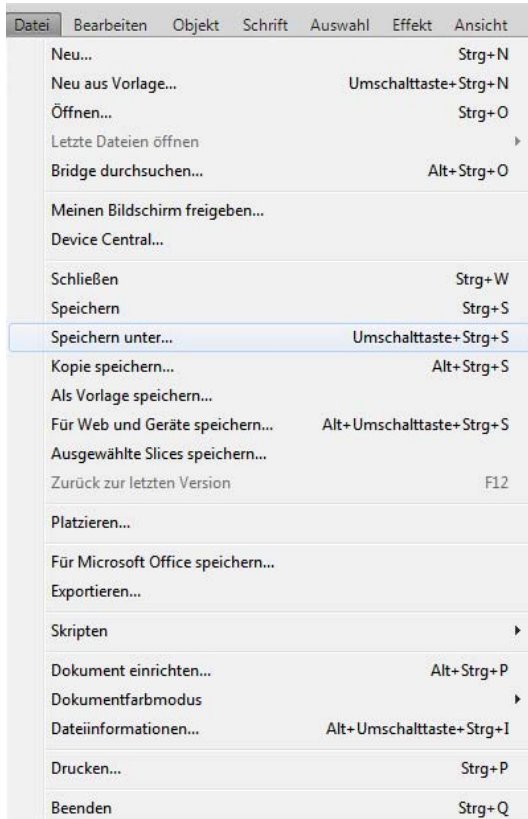 Datei Bearbeiten Objekt Schrift Auswahl Effekt Ansicht
Neu... Strg+N
Neu aus Vorlage... Umschalttaste+Strg+N
Öffnen... Strg+O
Letzte Dateien öffnen
Bridge durchsuchen... Alt+Strg+O
Meinen Bildschirm freigeben...
Device Central...
Schließen Strg+W
Speichern Strg+S
Speichern unter... Umschalttaste+Strg+S
Kopie speichern... Alt+Strg+S
Als Vorlage speichern...
Für Web und Geräte speichern... Alt+Umschalttaste+Strg+S
Ausgewählte Slices speichern...
Zurück zur letzten Version F12
Platzieren...
Für Microsoft Office speichern...
Exportieren...
Skripten
Dokument einrichten... Alt+Strg+P
Dokumentfarbmodus
Dateiinformationen... Alt+Umschalttaste+Strg+I
Drucken... Strg+P
Beenden Strg+Q